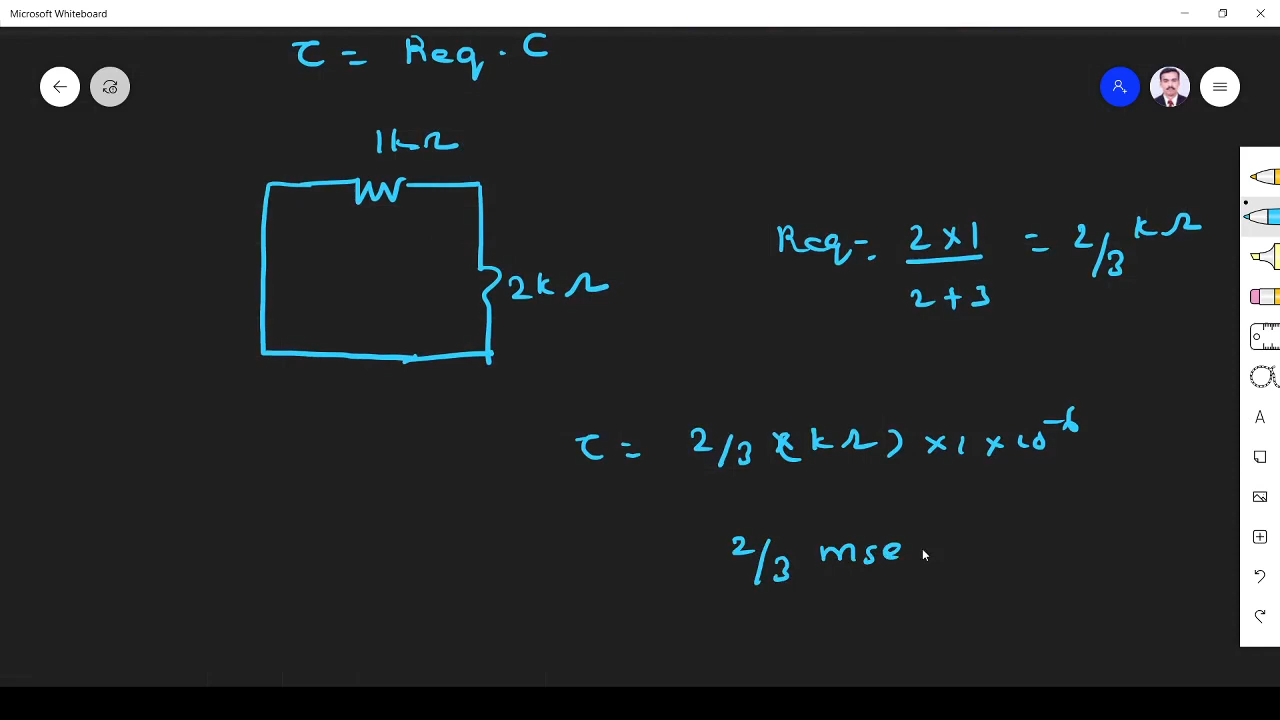 Microsoft Whiteboard
τ = Req · C
1kΩ
2kΩ
Req = 2 × 1 / 2 + 3 = 2/3 kΩ
τ = 2/3 (kΩ) × 1 × 10⁻⁶
2/3 mse
A